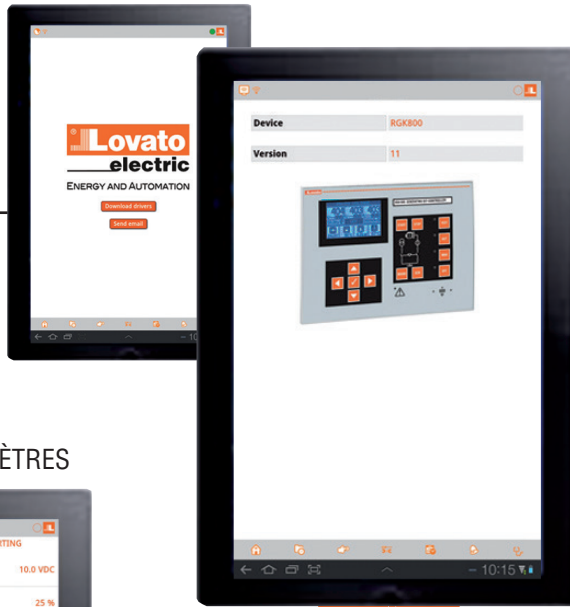 Lovato
electric
ENERGY AND AUTOMATION
Download drivers
Send email
Device RGK800
Version 11
10:15
ÈTRES
RTING
10.0 VDC
25 %